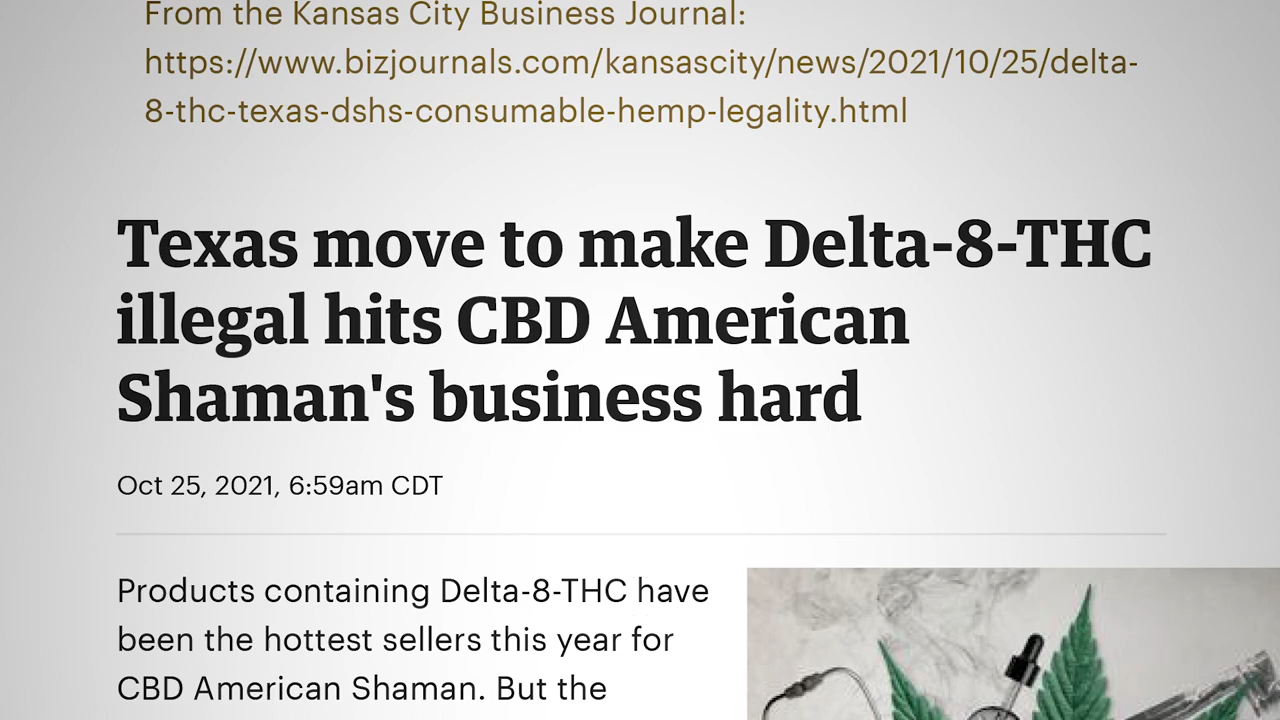 From the Kansas City Business Journal:
https://www.bizjournals.com/kansascity/news/2021/10/25/delta-
8-thc-texas-dshs-consumable-hemp-legality.html
Texas move to make Delta-8-THC
illegal hits CBD American
Shaman's business hard
Oct 25, 2021, 6:59am CDT
Products containing Delta-8-THC have
been the hottest sellers this year for
CBD American Shaman. But the